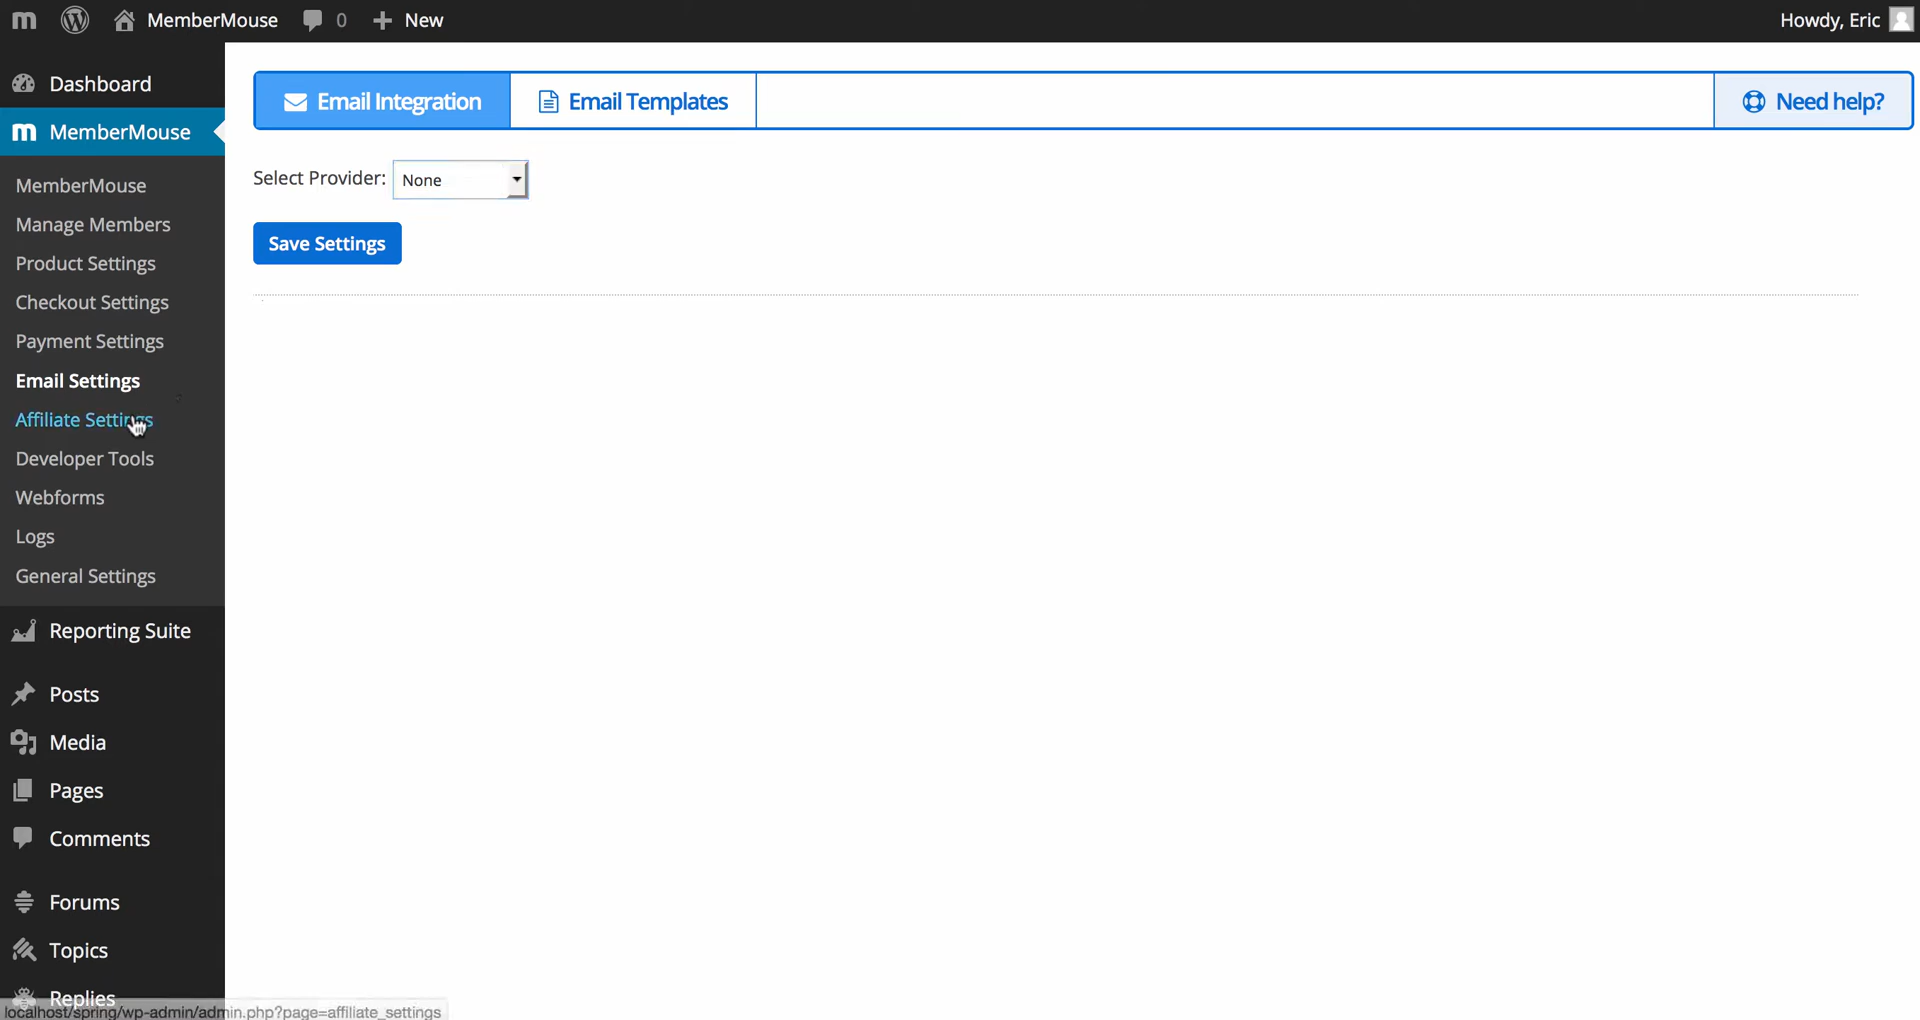 MemberMouse 0 New Howdy, Eric
Dashboard
MemberMouse
MemberMouse
Manage Members
Product Settings
Checkout Settings
Payment Settings
Email Settings
Affiliate Settings
Developer Tools
Webforms
Logs
General Settings
Reporting Suite
Posts
Media
Pages
Comments
Forums
Topics
Replies
localhost/spring/wp-admin/admin.php?page=affiliate_settings
Email Integration Email Templates Need help?
Select Provider: None
Save Settings